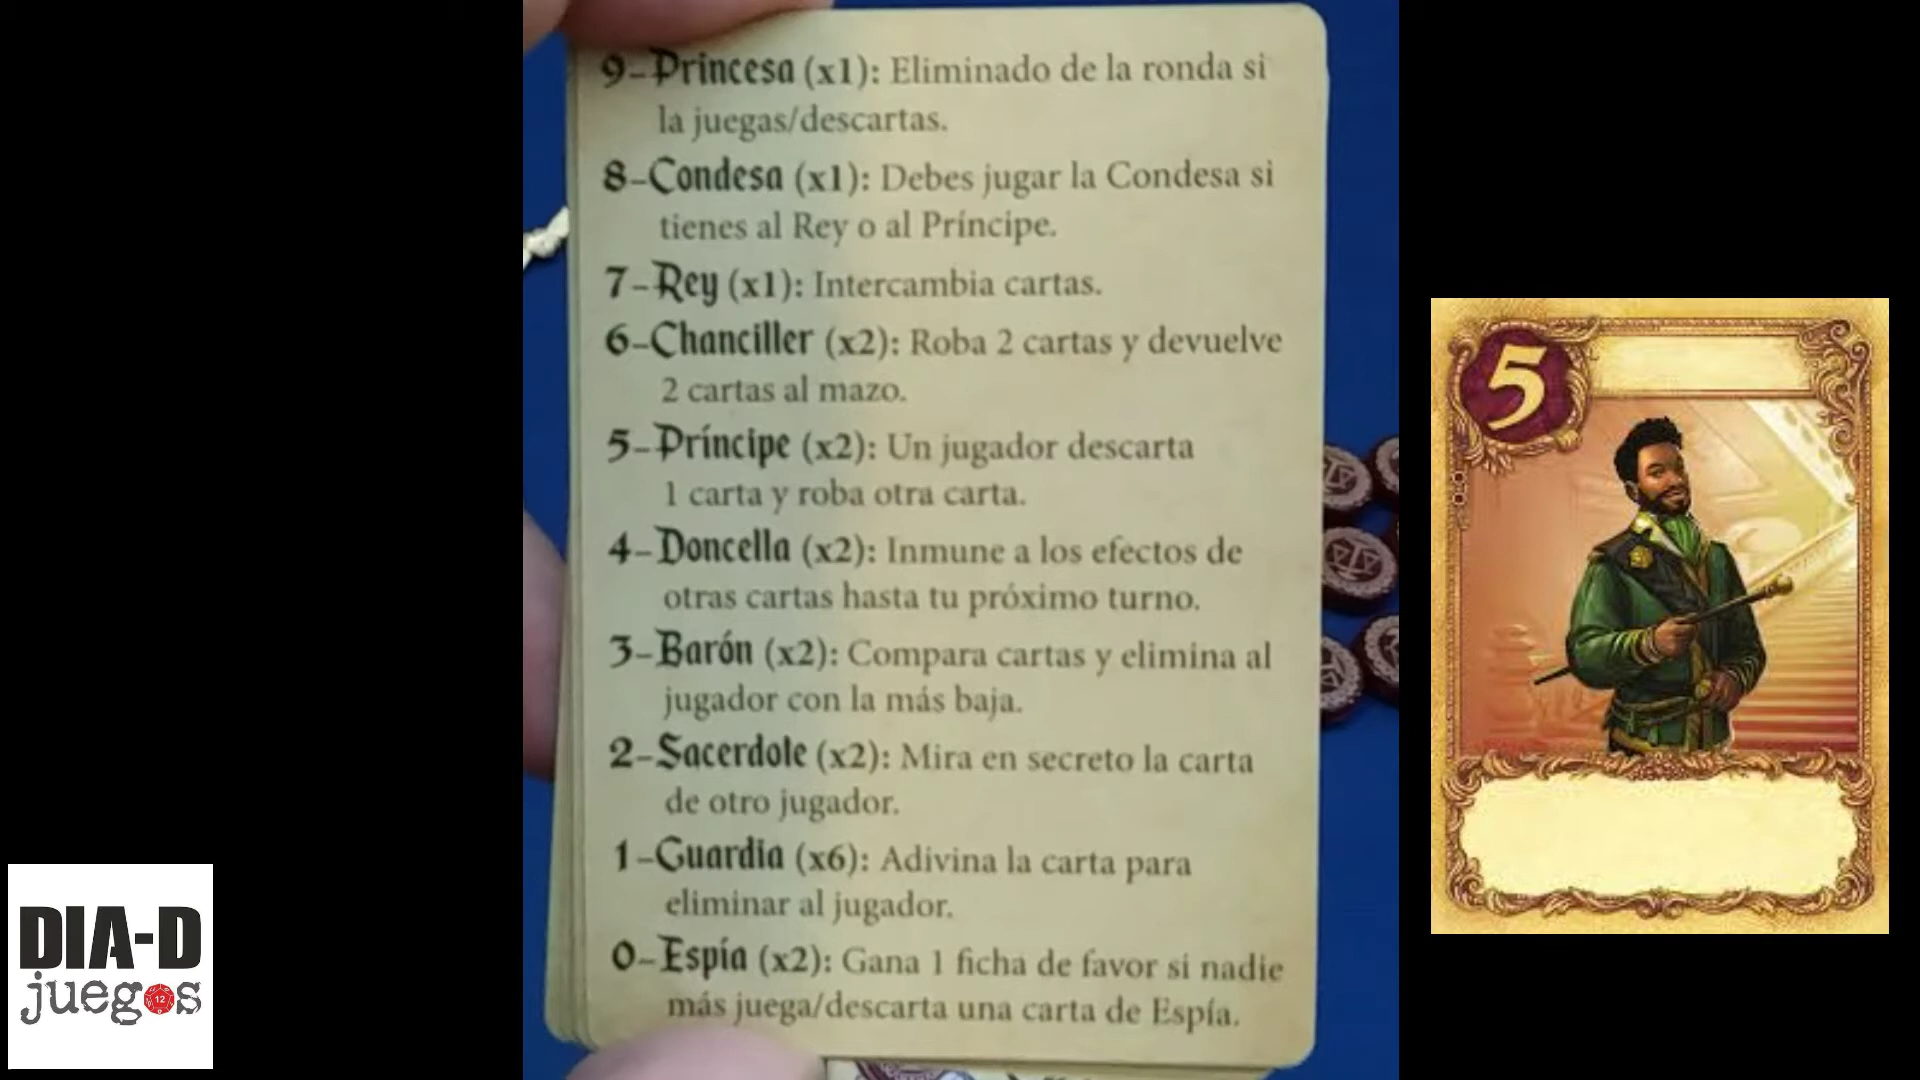 9-Princesa (x1): Eliminado de la ronda si
la juegas/descartas.
8-Condesa (x1): Debes jugar la Condesa si
tienes al Rey o al Príncipe.
7-Rey (x1): Intercambia cartas.
6-Chanciller (x2): Roba 2 cartas y devuelve
2 cartas al mazo.
5-Príncipe (x2): Un jugador descarta
1 carta y roba otra carta.
4-Doncella (x2): Inmune a los efectos de
otras cartas hasta tu próximo turno.
3-Barón (x2): Compara cartas y elimina al
jugador con la más baja.
2-Sacerdote (x2): Mira en secreto la carta
de otro jugador.
1-Guardia (x6): Adivina la carta para
eliminar al jugador.
0-Espía (x2): Gana 1 ficha de favor si nadie
más juega/descarta una carta de Espía.
5
DIA-D
juegos
12